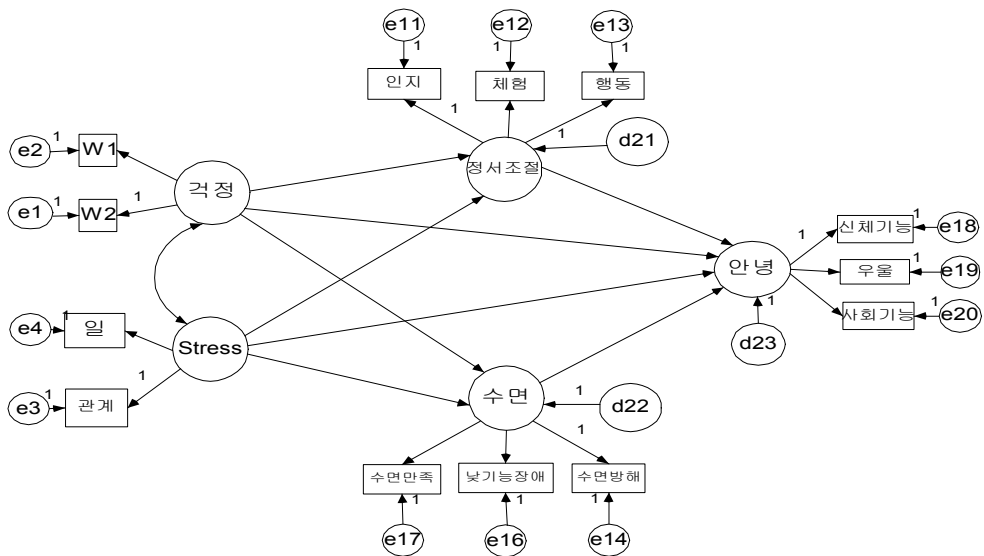 e11
e12
e13
1
1
1
인지
체험
행동
1
1
e2
1
W1
정서조절
d21
걱정
e1
1
W2
1
신체기능
1
e18
1
안녕
우울
1
e19
1
사회기능
1
e20
d23
e4
1
일
Stress
e3
1
관계
1
수면
1
d22
1
수면만족
낮기능장애
수면방해
1
1
1
e17
e16
e14